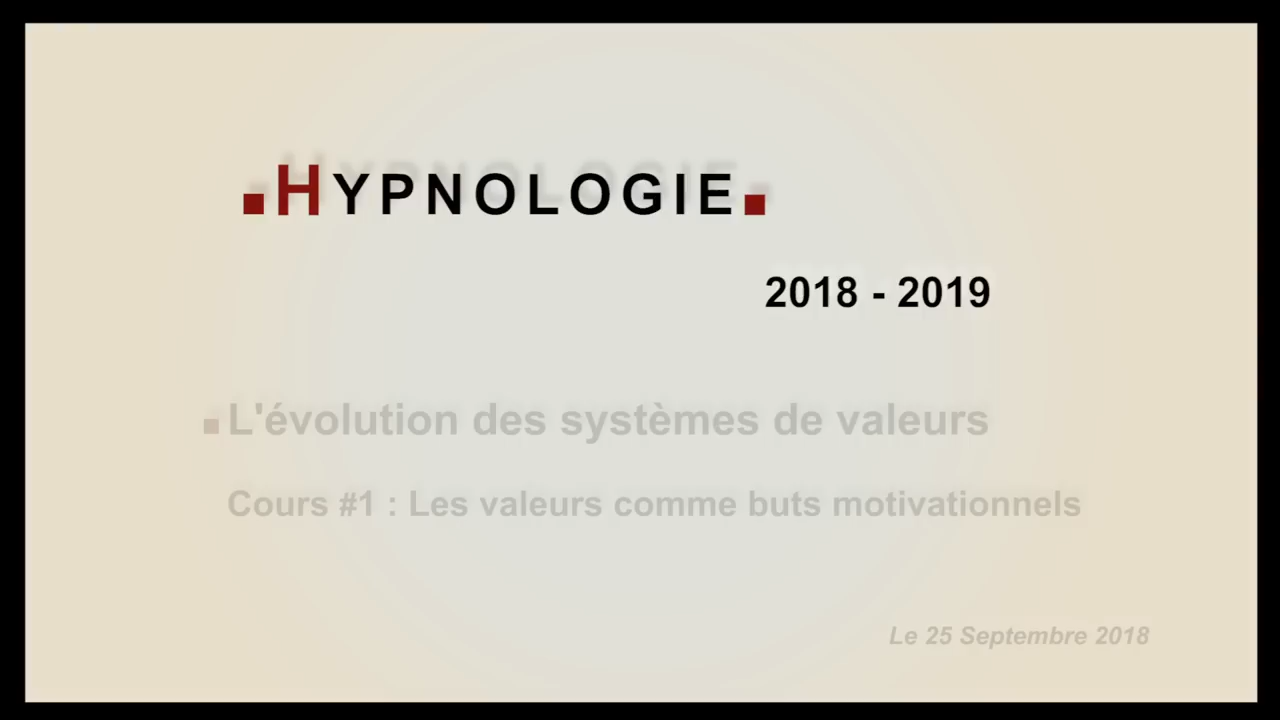 HYPNOLOGIE
2018 - 2019
L'évolution des systèmes de valeurs
Cours #1 : Les valeurs comme buts motivationnels
Le 25 Septembre 2018